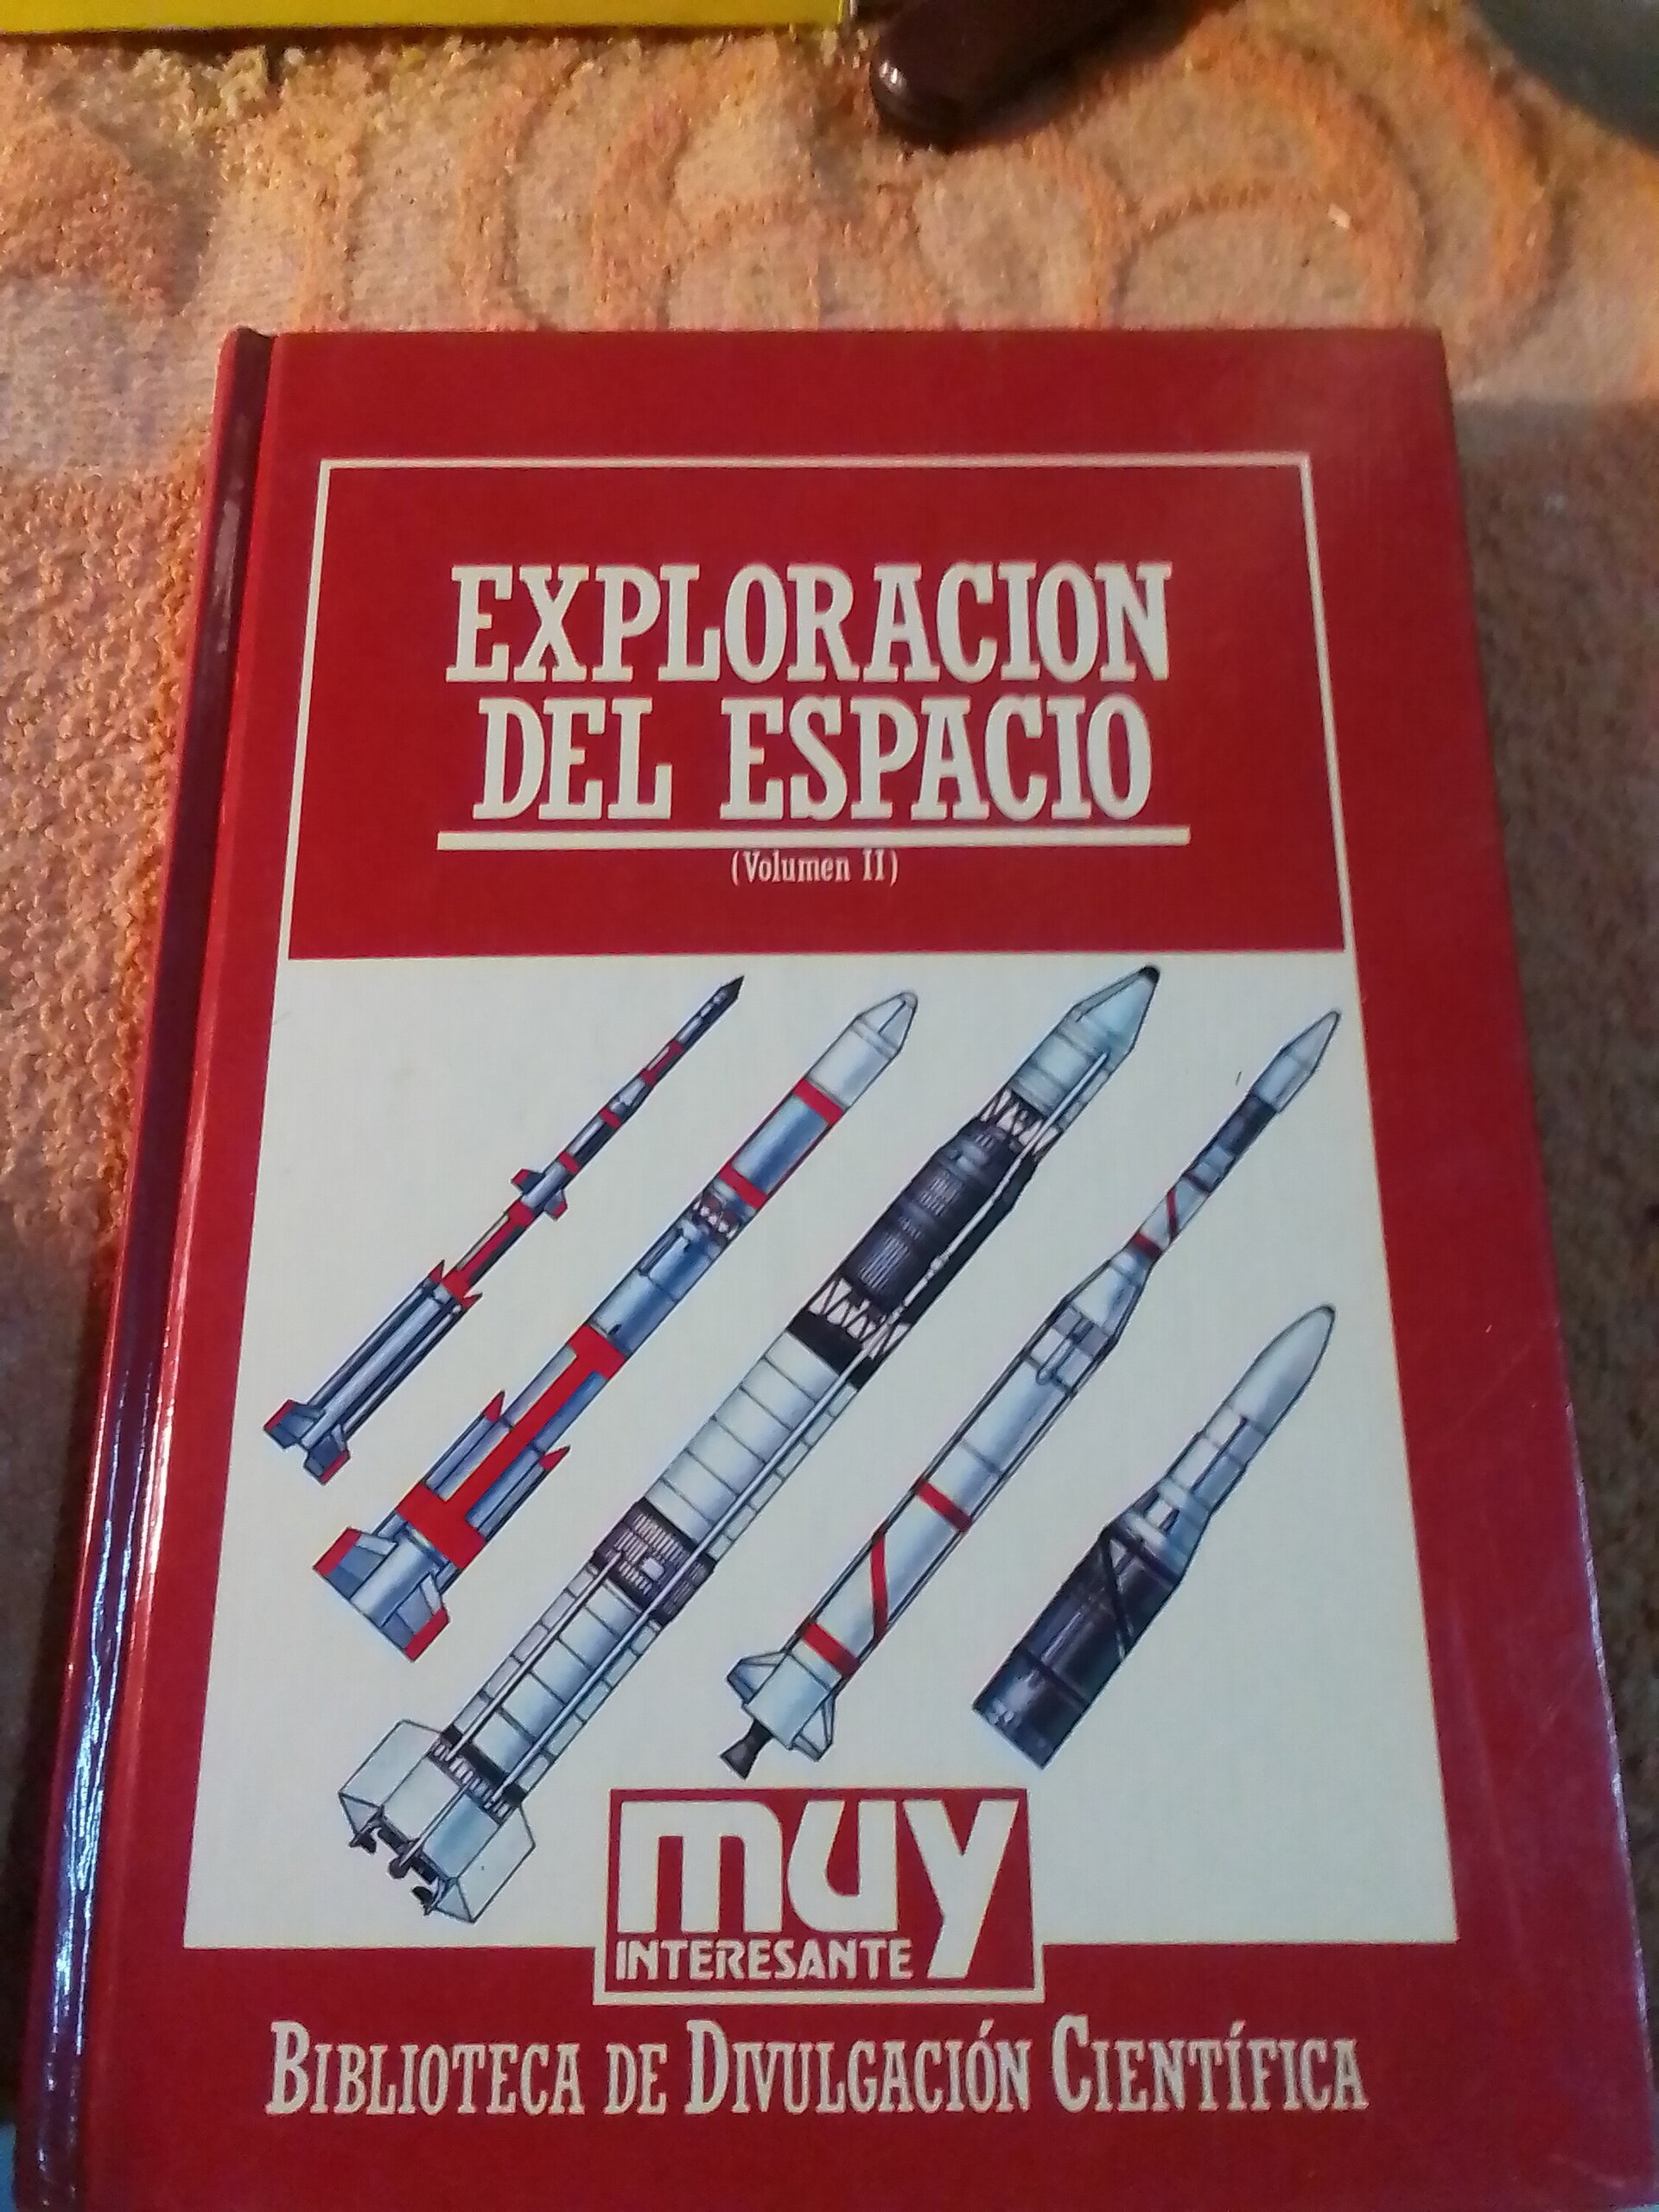 EXPLORACION
DEL ESPACIO
(Volumen II)
muy
INTERESANTE
BIBLIOTECA DE DIVULGACIÓN CIENTÍFICA